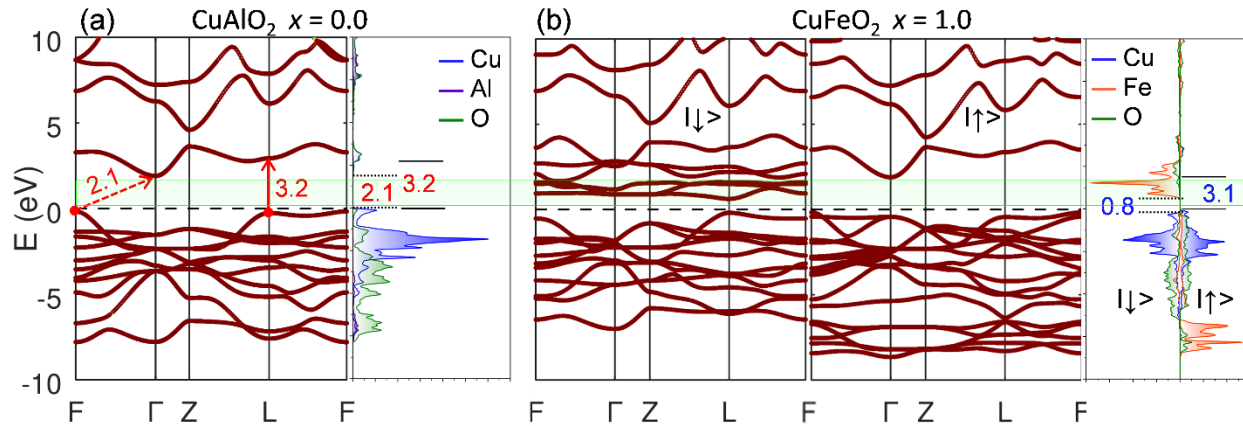 (a) CuAlO₂ x = 0.0
(b) CuFeO₂ x = 1.0
E (eV)
10
5
0
-5
-10
2.1
3.2
Cu
Al
O
2.1
3.2
I↓>
I↑>
Cu
Fe
O
0.8
3.1
I↓>
I↑>
F Γ Z L F
F Γ Z L
F Γ Z L F